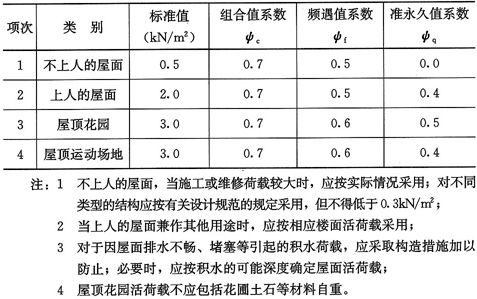 项次 类 别 标准值 (kN/m²) 组合值系数 ψc 频遇值系数 ψf 准永久值系数 ψq
1 不上人的屋面 0.5 0.7 0.5 0.0
2 上人的屋面 2.0 0.7 0.5 0.4
3 屋顶花园 3.0 0.7 0.6 0.5
4 屋顶运动场地 3.0 0.7 0.6 0.4
注：1 不上人的屋面，当施工或维修荷载较大时，应按实际情况采用；对不同
类型的结构应按有关设计规范的规定采用，但不得低于0.3kN/m²；
2 当上人的屋面兼作其他用途时，应按相应楼面活荷载采用；
3 对于因屋面排水不畅、堵塞等引起的积水荷载，应采取构造措施加以
防止；必要时，应按积水的可能深度确定屋面活荷载；
4 屋顶花园活荷载不应包括花圃土石等材料自重。